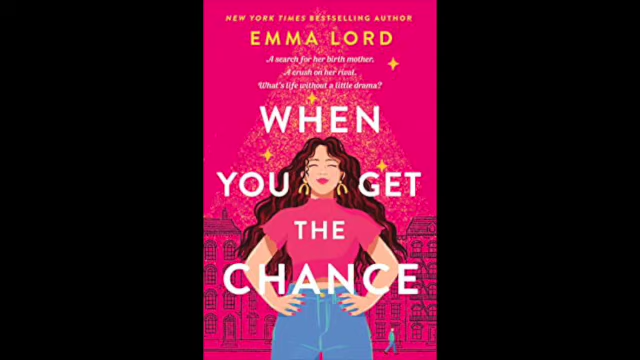 NEW YORK TIMES BESTSELLING AUTHOR
EMMA LORD
A search for her birth mother.
A crush on her rival.
What's life without a little drama?
WHEN
YOU GET
THE
CHANCE